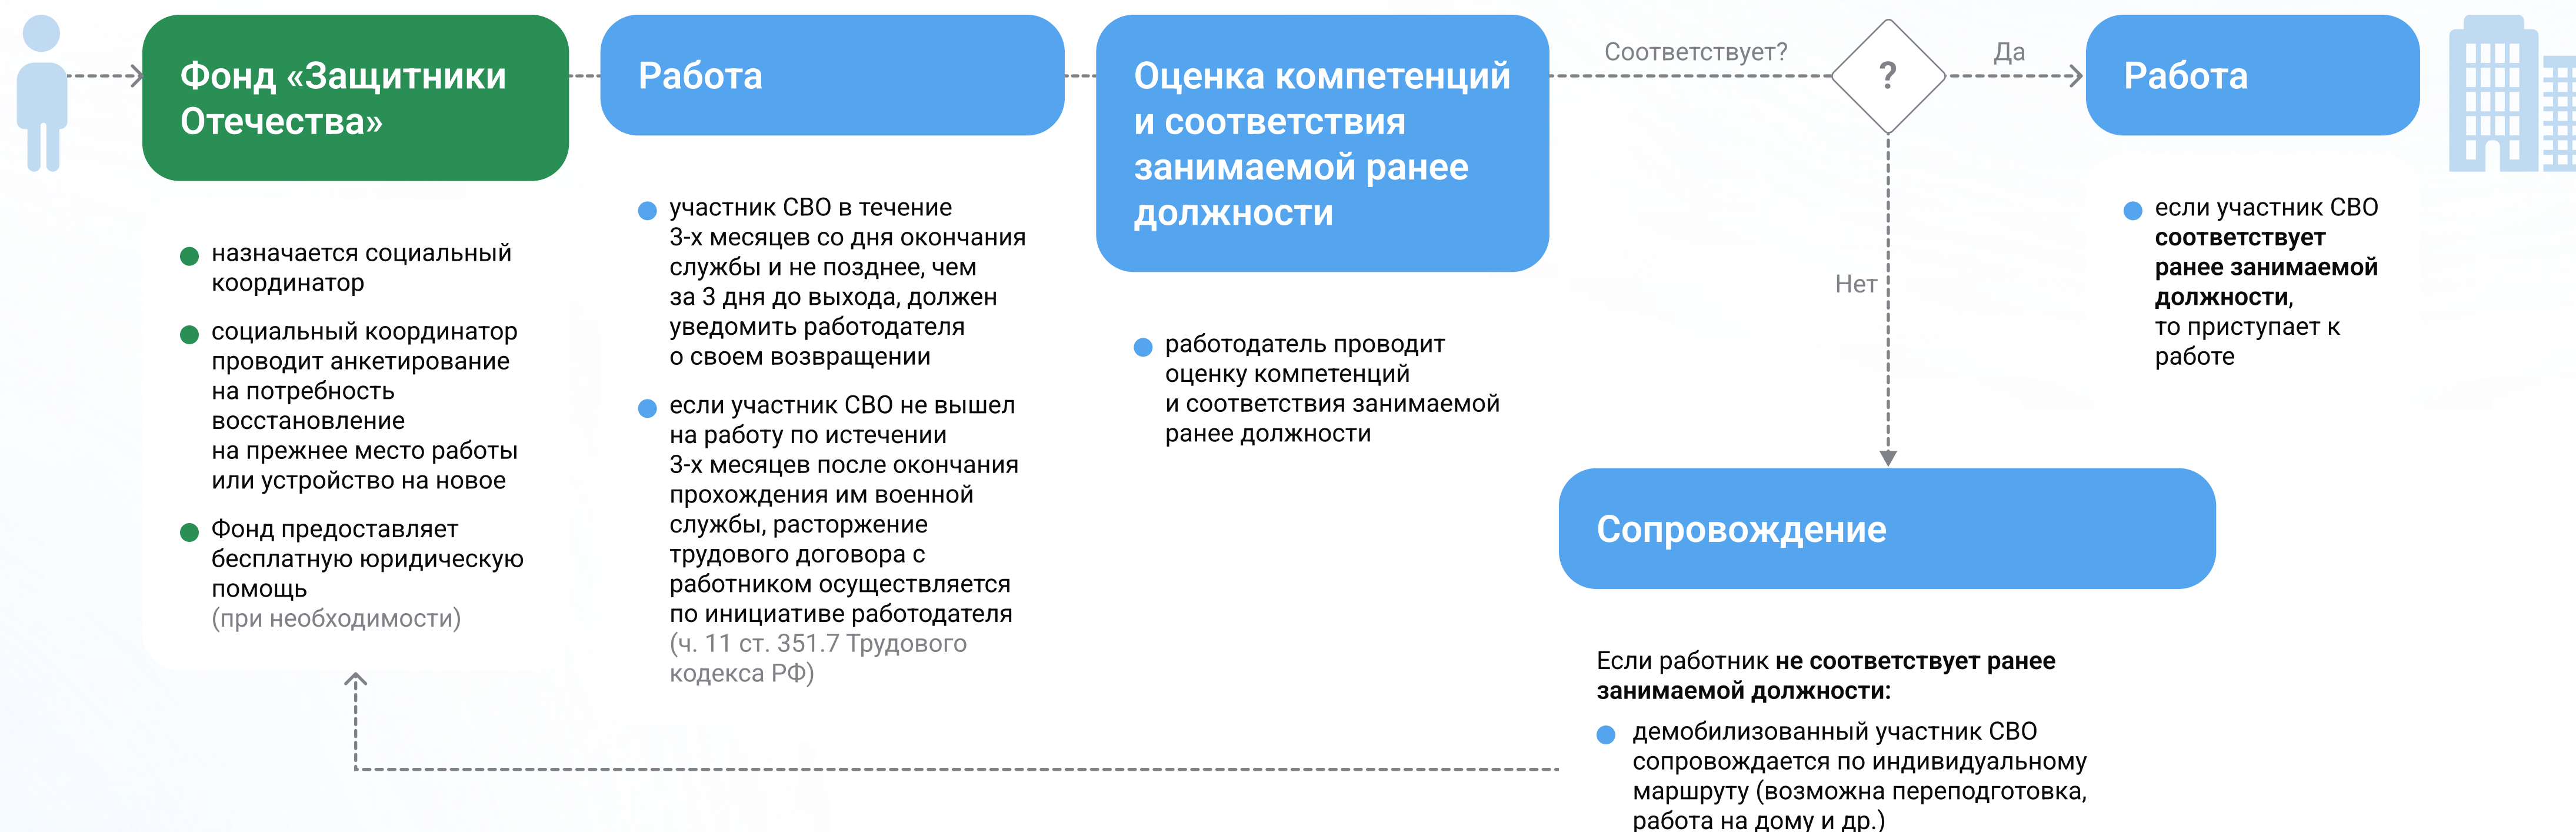 Фонд «Защитники
Отечества»
назначается социальный
координатор
социальный координатор
проводит анкетирование
на потребность
восстановление
на прежнее место работы
или устройство на новое
Фонд предоставляет
бесплатную юридическую
помощь
(при необходимости)
Работа
участник СВО в течение
3-х месяцев со дня окончания
службы и не позднее, чем
за 3 дня до выхода, должен
уведомить работодателя
о своем возвращении
если участник СВО не вышел
на работу по истечении
3-х месяцев после окончания
прохождения им военной
службы, расторжение
трудового договора с
работником осуществляется
по инициативе работодателя
(ч. 11 ст. 351.7 Трудового
кодекса РФ)
Оценка компетенций
и соответствия
занимаемой ранее
должности
работодатель проводит
оценку компетенций
и соответствия занимаемой
ранее должности
Соответствует?
?
Да
Нет
Работа
если участник СВО
соответствует
ранее занимаемой
должности,
то приступает к
работе
Сопровождение
Если работник не соответствует ранее
занимаемой должности:
демобилизованный участник СВО
сопровождается по индивидуальному
маршруту (возможна переподготовка,
работа на дому и др.)